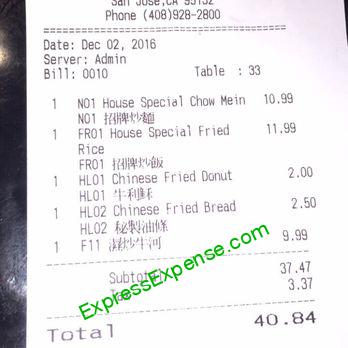 San Jose,CA 95132
Phone (408)928-2800
Date: Dec 02, 2016
Server: Admin
Bill: 0010 Table : 33
1 N01 House Special Chow Mein 10.99
N01 招牌炒麵
1 FR01 House Special Fried 11.99
Rice
FR01 招牌炒飯
1 HL01 Chinese Fried Donut 2.00
HL01 牛利酥
1 HL02 Chinese Fried Bread 2.50
HL02 秘製油條
1 F11 炒牛河 9.99
Subtotal 37.47
Tax 3.37
Total 40.84
ExpressExpense.com